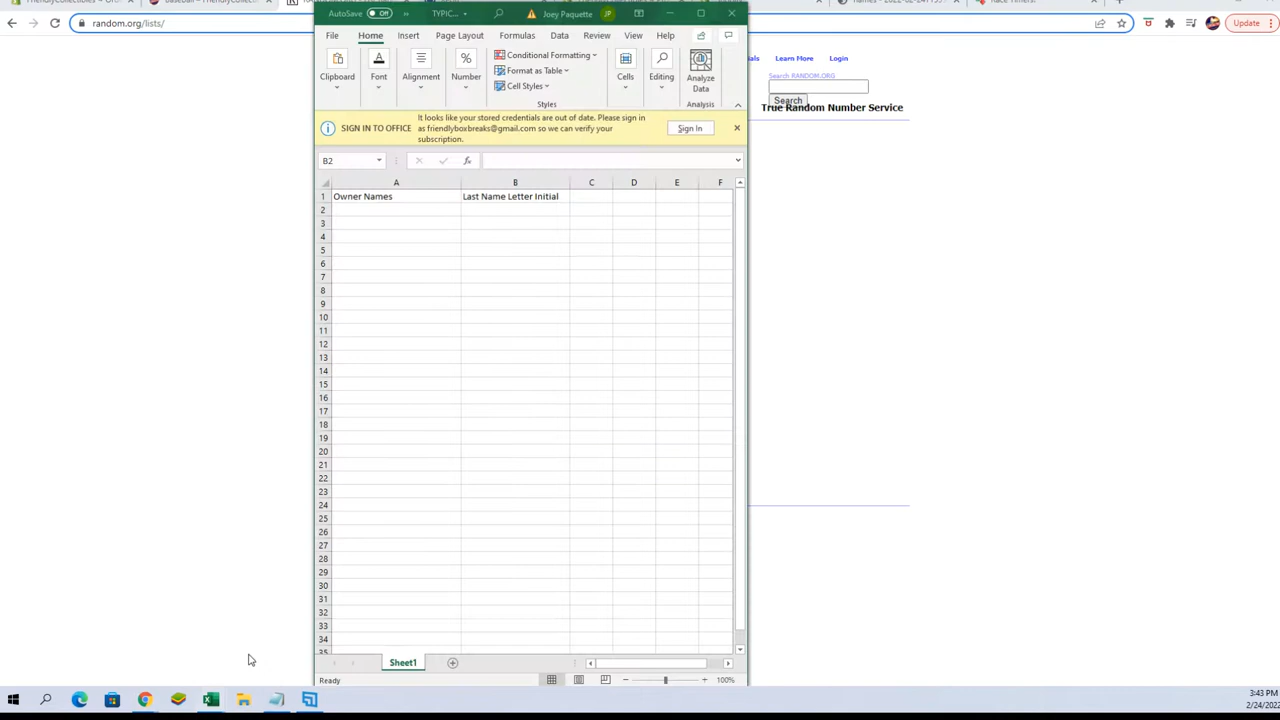 AutoSave Off » TYPIC... Joey Paquette JP
random.org/lists/
Update
File Home Insert Page Layout Formulas Data Review View Help
Learn More Login
Search RANDOM.ORG
Search
True Random Number Service
Clipboard Font Alignment Number
Conditional Formatting
Format as Table
Cell Styles
Styles
Cells Editing
Analyze Data
Analysis
SIGN IN TO OFFICE
It looks like your stored credentials are out of date. Please sign in
as friendlyboxbreaks@gmail.com so we can verify your
subscription.
Sign In
B2 fx
A B C D E F
1 Owner Names Last Name Letter Initial
2
3
4
5
6
7
8
9
10
11
12
13
14
15
16
17
18
19
20
21
22
23
24
25
26
27
28
29
30
31
32
33
34
35
Sheet1
Ready 100%
3:43 PM
2/24/2022